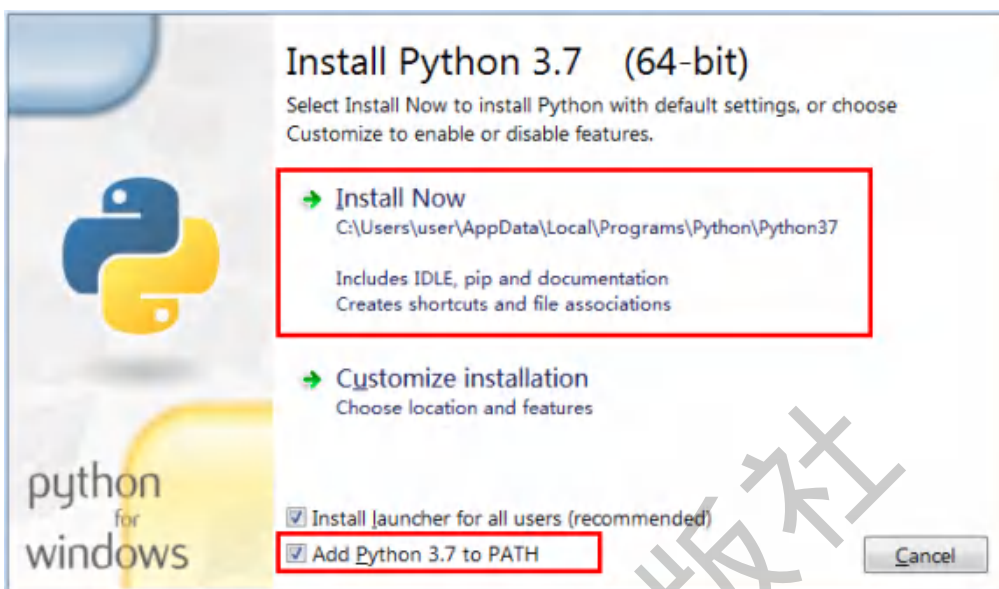 Install Python 3.7 (64-bit)
Select Install Now to install Python with default settings, or choose
Customize to enable or disable features.
Install Now
C:\Users\user\AppData\Local\Programs\Python\Python37
Includes IDLE, pip and documentation
Creates shortcuts and file associations
Customize installation
Choose location and features
python
for
windows
Install launcher for all users (recommended)
Add Python 3.7 to PATH
Cancel
版社